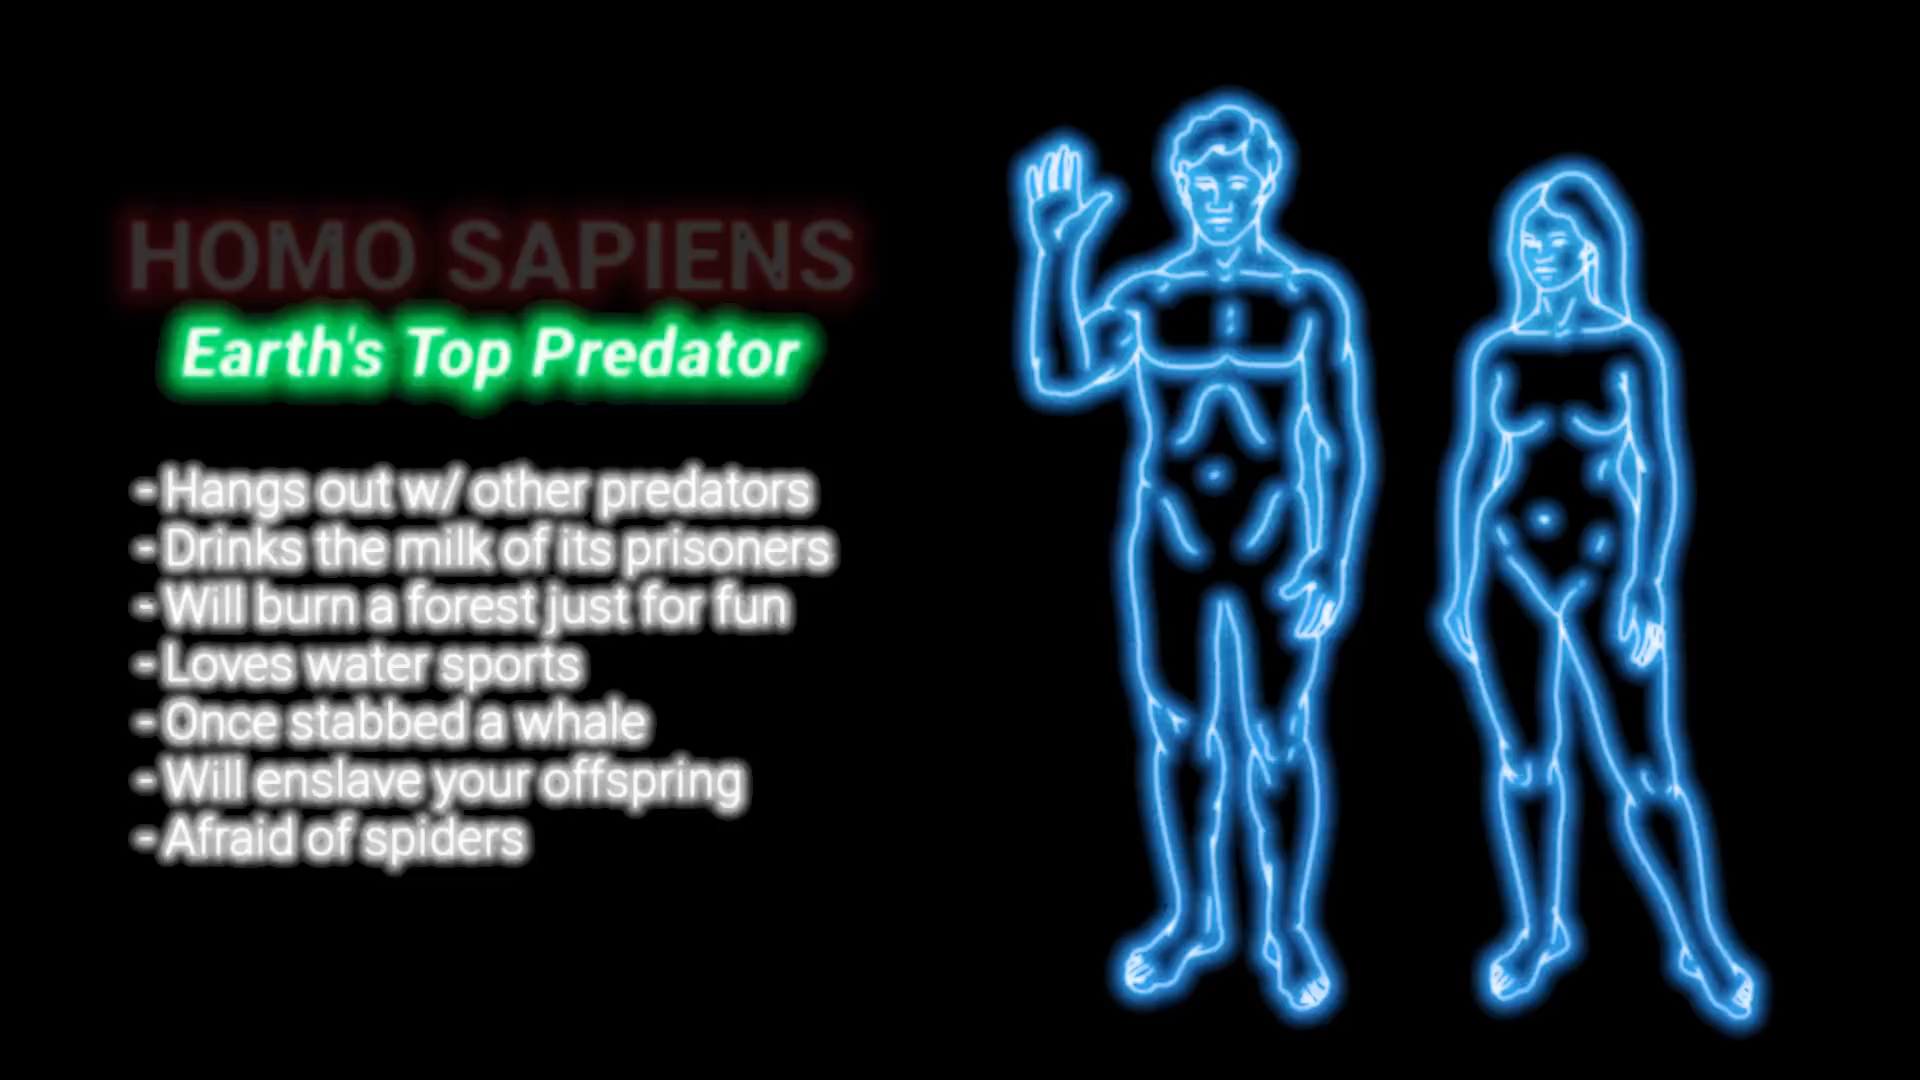 HOMO SAPIENS
Earth's Top Predator
- Hangs out w/ other predators
- Drinks the milk of its prisoners
- Will burn a forest just for fun
- Loves water sports
- Once stabbed a whale
- Will enslave your offspring
- Afraid of spiders